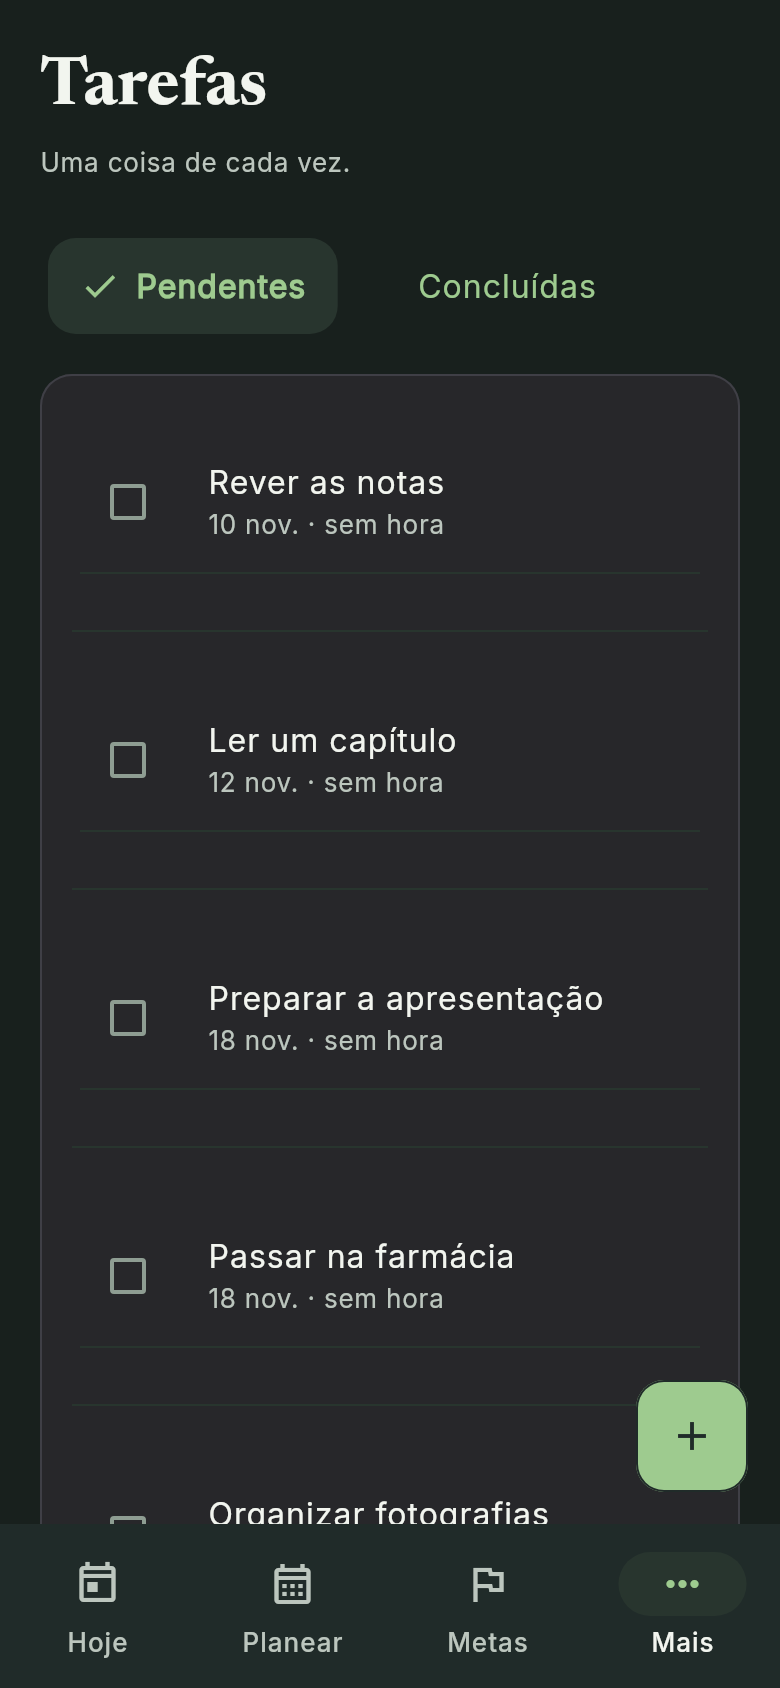 Tarefas
Uma coisa de cada vez.
Pendentes
Concluídas
Rever as notas
10 nov. · sem hora
Ler um capítulo
12 nov. · sem hora
Preparar a apresentação
18 nov. · sem hora
Passar na farmácia
18 nov. · sem hora
Organizar fotografias
Hoje
Planear
Metas
Mais